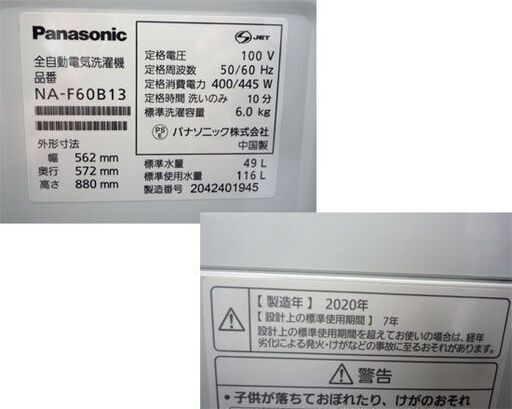 Panasonic
全自動電気洗濯機
品番
NA-F60B13
外形寸法
幅 562 mm
奥行 572 mm
高さ 880 mm
S JET
定格電圧 100 V
定格周波数 50/60 Hz
定格消費電力 400/445 W
定格時間 洗いのみ 10分
標準洗濯容量 6.0 kg
PS E パナソニック株式会社
中国製
標準水量 49 L
標準使用水量 116 L
製造番号 2042401945
【製造年】2020年
【設計上の標準使用期間】7年
設計上の標準使用期間を超えてお使いの場合は、経年
劣化による発火・けがなどの事故に至るおそれがあります。
警告
●子供が落ちておぼれたり、けがのおそれ